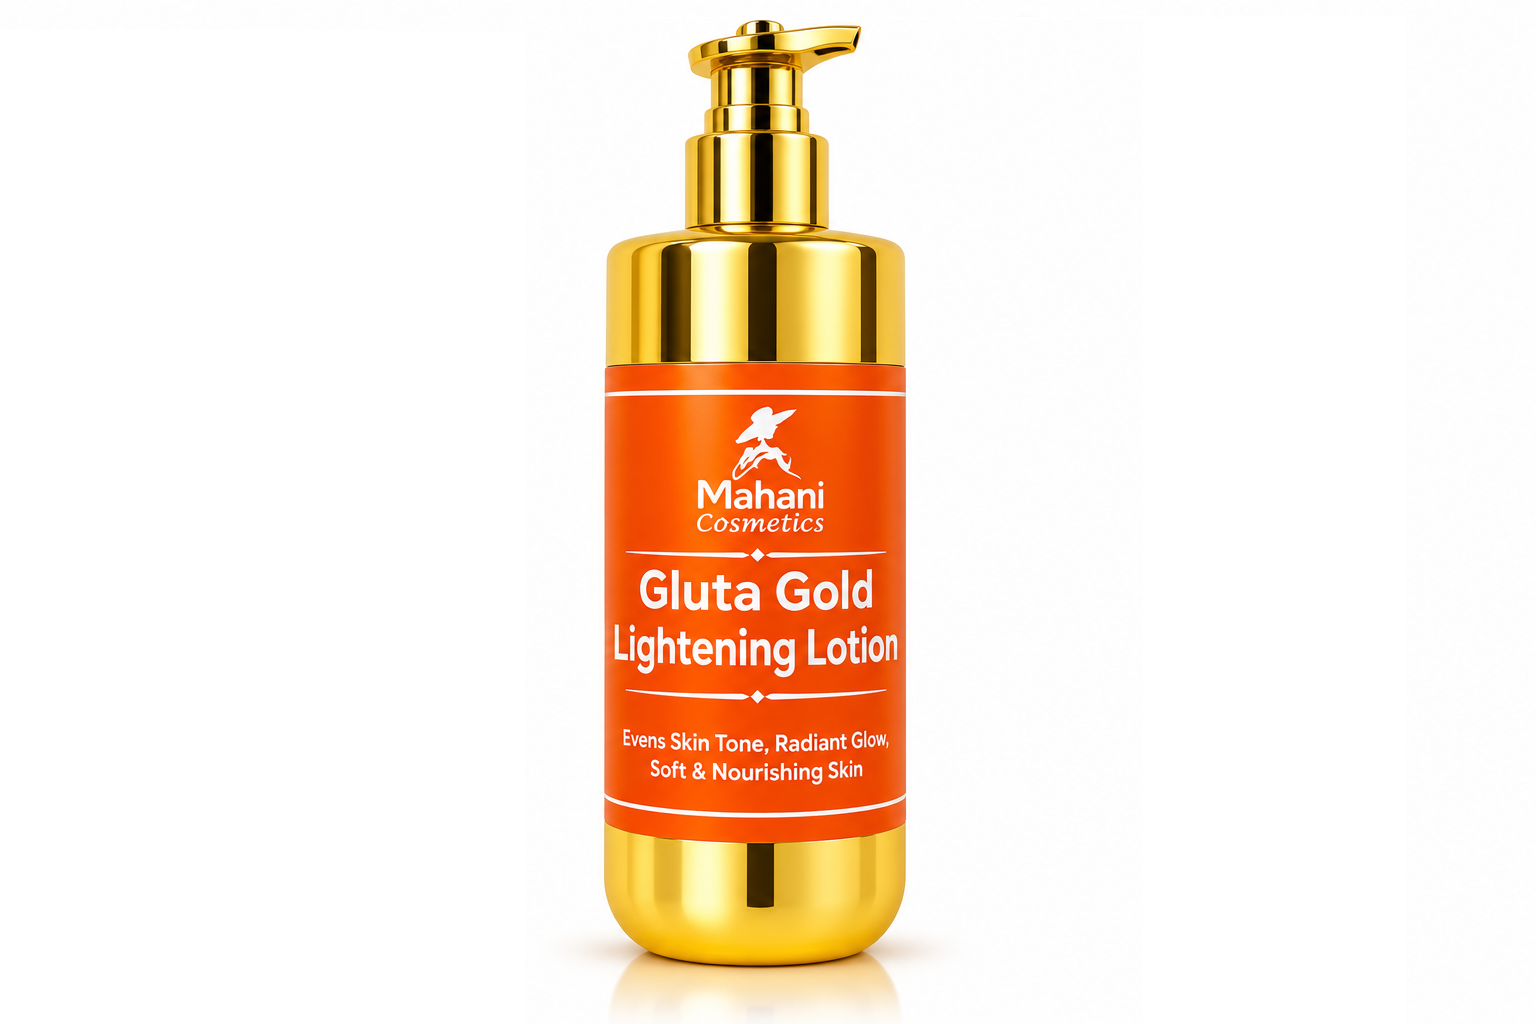 Mahani
Cosmetics
Gluta Gold
Lightening Lotion
Evens Skin Tone, Radiant Glow,
Soft & Nourishing Skin